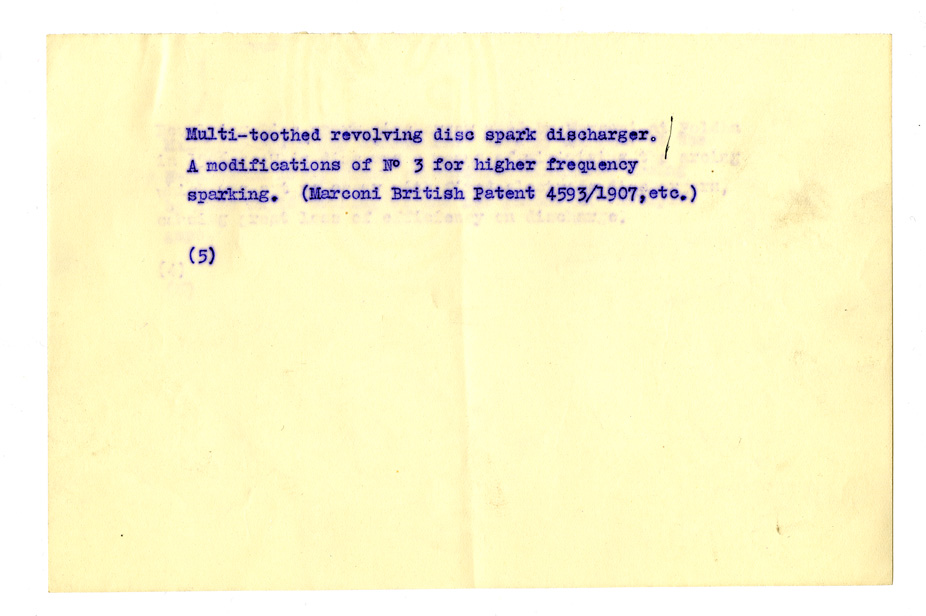 Multi-toothed revolving disc spark discharger.
A modifications of Nº 3 for higher frequency
sparking. (Marconi British Patent 4593/1907,etc.)
(5)